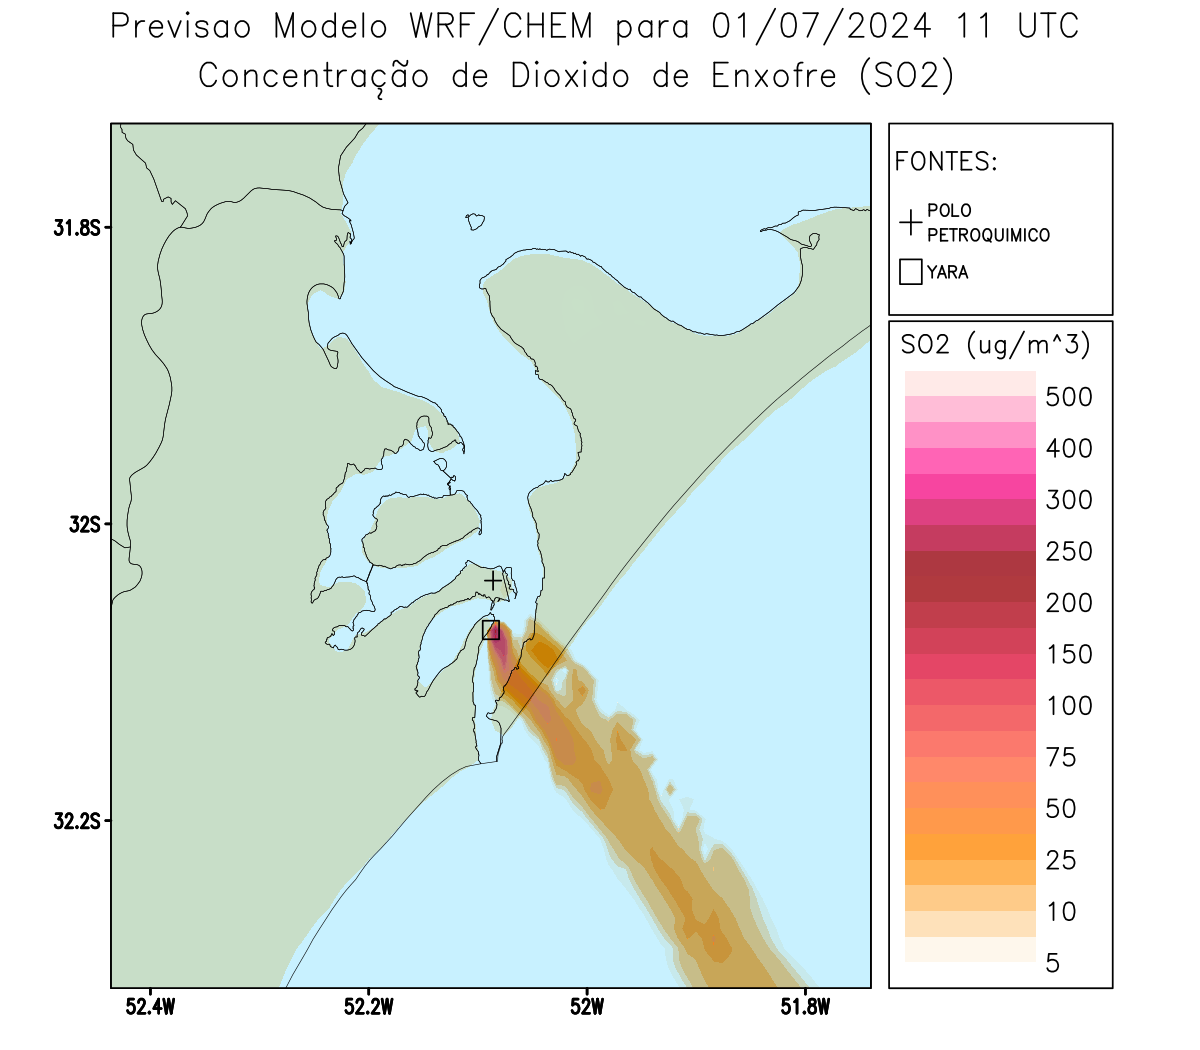 Previsao Modelo WRF/CHEM para 01/07/2024 11 UTC
Concentração de Dioxido de Enxofre (SO2)
FONTES:
POLO
PETROQUIMICO
YARA
SO2 (ug/m^3)
500
400
300
250
200
150
100
75
50
25
10
5
31.8S
32S
32.2S
52.4W
52.2W
52W
51.8W